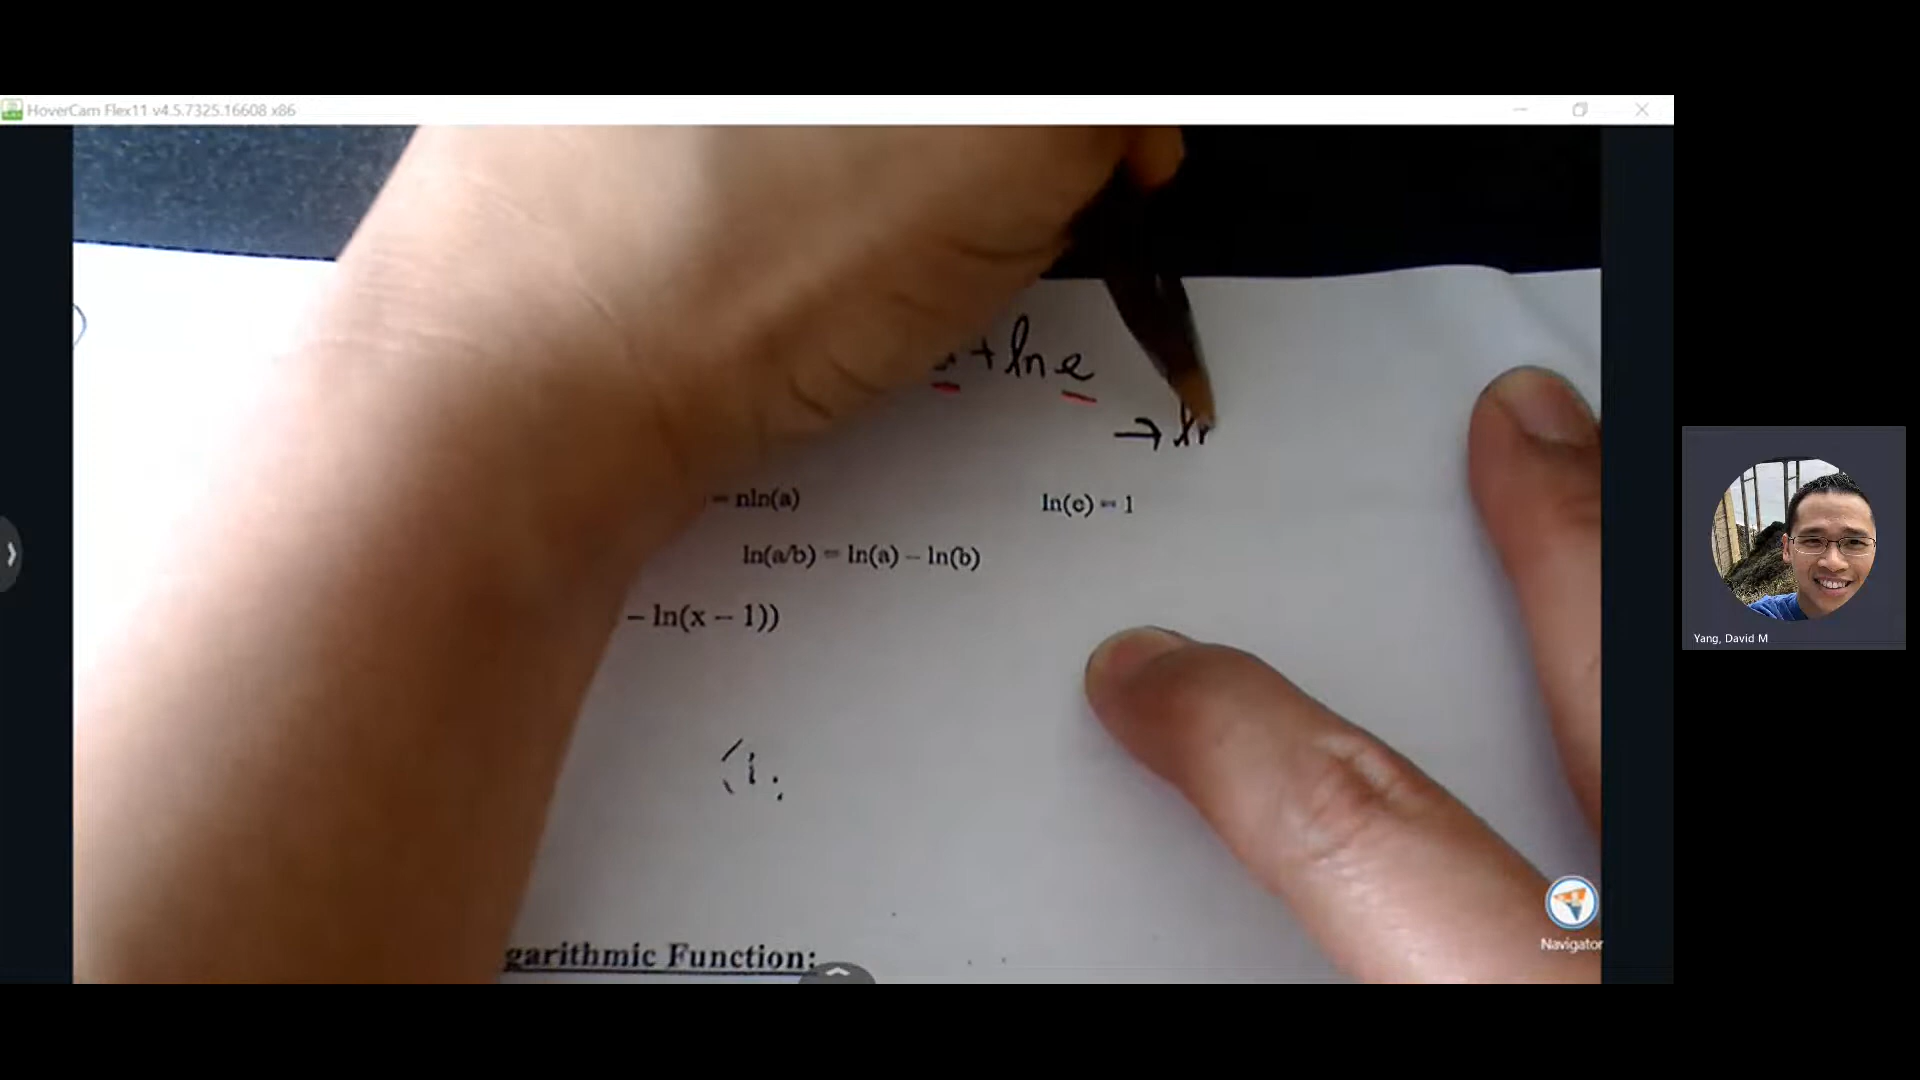 HoverCam Flex11 v4.5.7325.16608 x86
+ ln e
→ ln
= nln(a)
ln(e) = 1
ln(a/b) = ln(a) – ln(b)
– ln(x – 1))
garithmic Function:
Navigator
Yang, David M